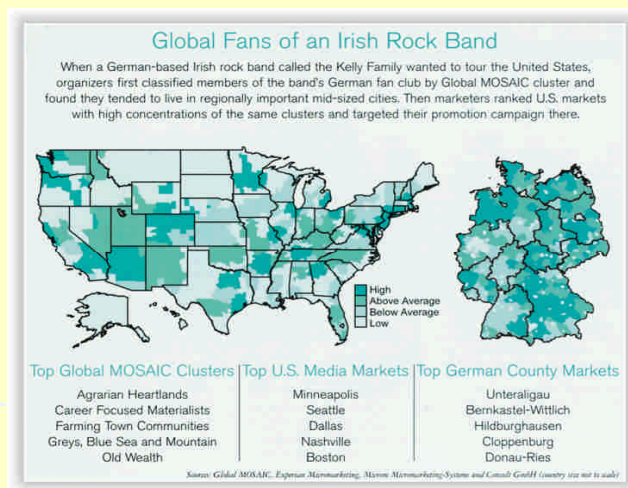 Global Fans of an Irish Rock Band
When a German-based Irish rock band called the Kelly Family wanted to tour the United States,
organizers first classified members of the band's German fan club by Global MOSAIC cluster and
found they tended to live in regionally important mid-sized cities. Then marketers ranked U.S. markets
with high concentrations of the same clusters and targeted their promotion campaign there.
High
Above Average
Below Average
Low
Top Global MOSAIC Clusters
Agrarian Heartlands
Career Focused Materialists
Farming Town Communities
Greys, Blue Sea and Mountain
Old Wealth
Top U.S. Media Markets
Minneapolis
Seattle
Dallas
Nashville
Boston
Top German County Markets
Unteraligau
Bernkastel-Wittlich
Hildburghausen
Cloppenburg
Donau-Ries
Source: Global MOSAIC, Experian Micromarketing, Microm Micromarketing-Systems and Consult GmbH (country size not to scale)